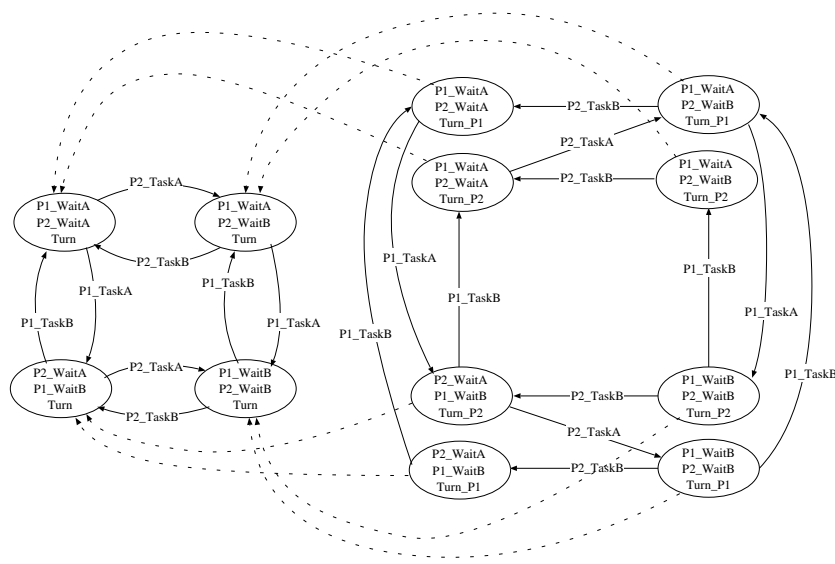 P1_WaitA
P2_WaitA
Turn_P1
P2_TaskB
P1_WaitA
P2_WaitB
Turn_P1
P2_TaskA
P1_WaitA
P2_WaitA
Turn_P2
P2_TaskB
P1_WaitA
P2_WaitB
Turn_P2
P2_TaskA
P1_WaitA
P2_WaitA
Turn
P1_WaitA
P2_WaitB
Turn
P2_TaskB
P1_TaskA
P1_TaskB
P1_TaskB
P1_TaskA
P1_TaskA
P1_TaskB
P1_TaskB
P1_TaskB
P1_TaskA
P1_TaskB
P2_WaitA
P1_WaitB
Turn
P2_TaskA
P2_TaskB
P1_WaitB
P2_WaitB
Turn
P2_WaitA
P1_WaitB
Turn_P2
P2_TaskB
P1_WaitB
P2_WaitB
Turn_P2
P2_TaskA
P2_WaitA
P1_WaitB
Turn_P1
P2_TaskB
P1_WaitB
P2_WaitB
Turn_P1